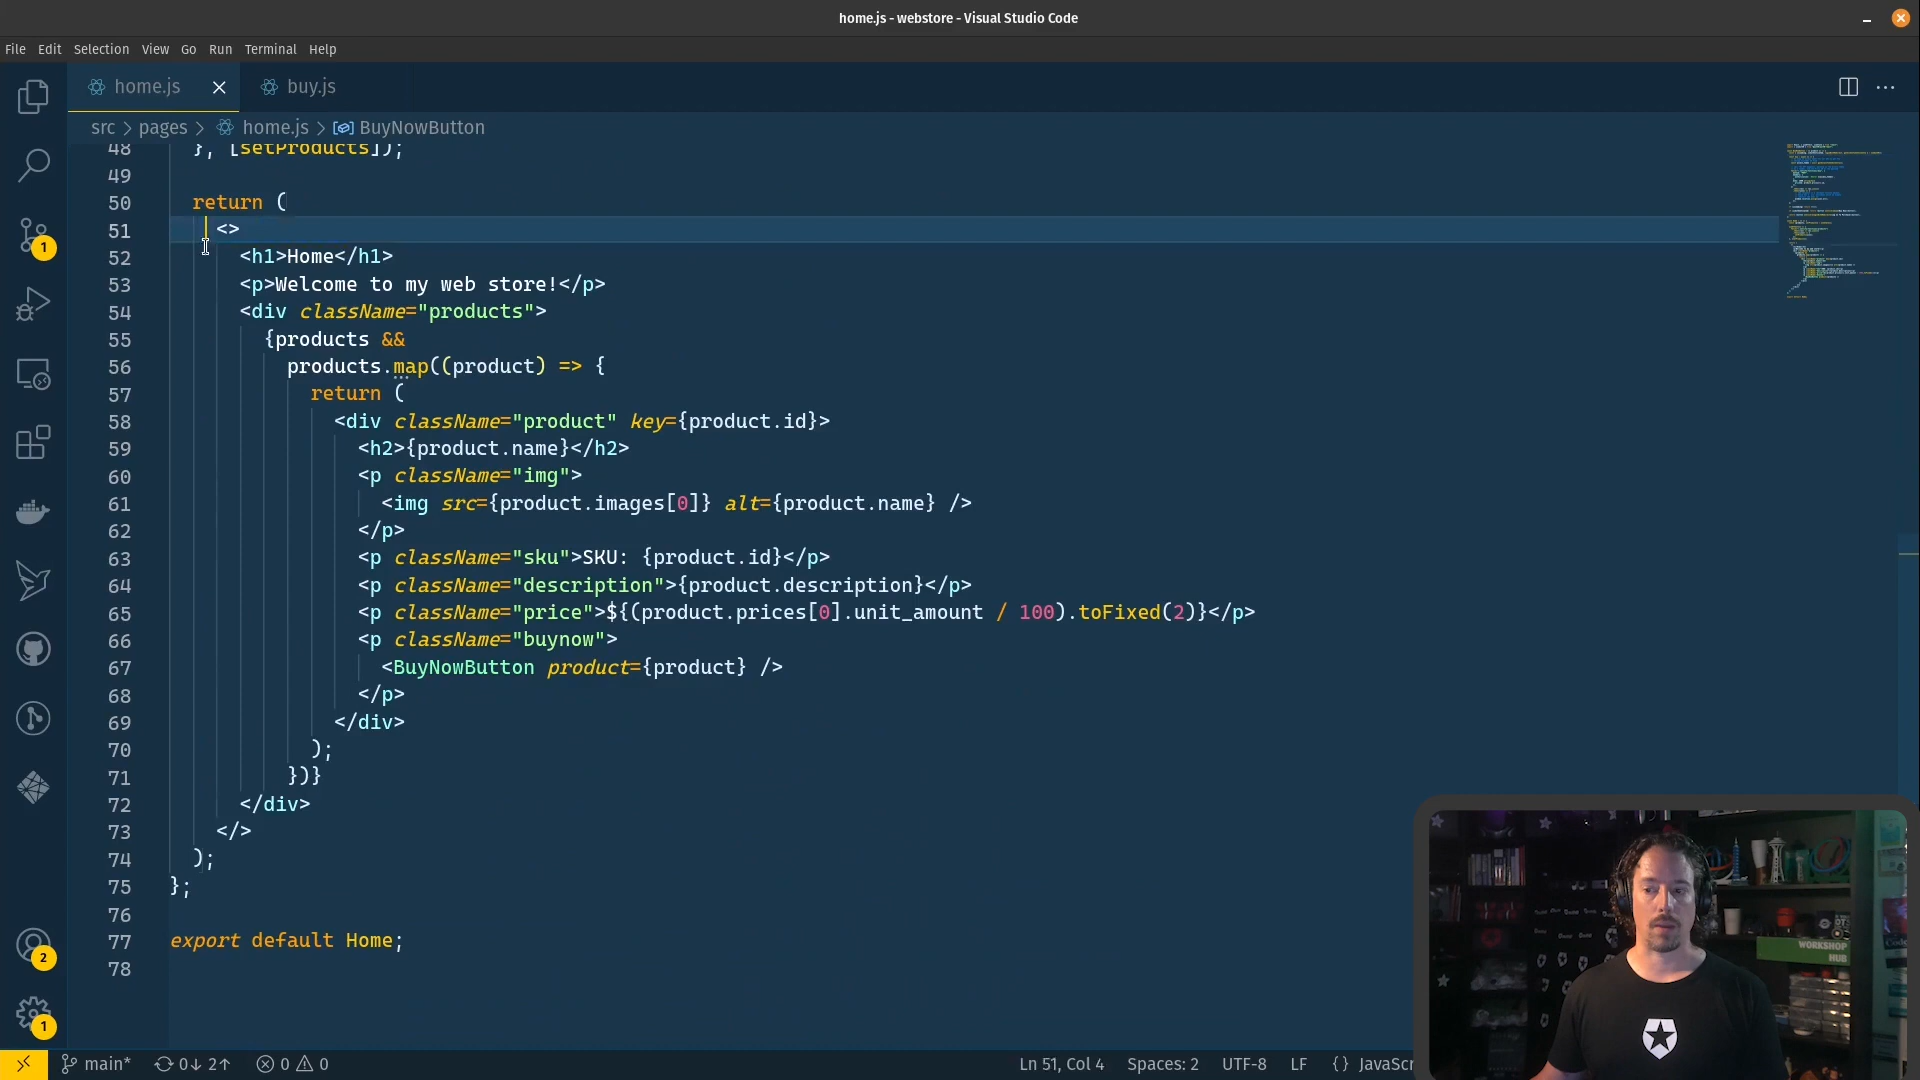 home.js - webstore - Visual Studio Code
File Edit Selection View Go Run Terminal Help
home.js buy.js
src > pages > home.js > BuyNowButton
48 }, [setProducts]);
49
50 return (
51 <>
52 <h1>Home</h1>
53 <p>Welcome to my web store!</p>
54 <div className="products">
55 {products &&
56 products.map((product) => {
57 return (
58 <div className="product" key={product.id}>
59 <h2>{product.name}</h2>
60 <p className="img">
61 <img src={product.images[0]} alt={product.name} />
62 </p>
63 <p className="sku">SKU: {product.id}</p>
64 <p className="description">{product.description}</p>
65 <p className="price">${(product.prices[0].unit_amount / 100).toFixed(2)}</p>
66 <p className="buynow">
67 <BuyNowButton product={product} />
68 </p>
69 </div>
70 );
71 })}
72 </div>
73 </>
74 );
75 };
76
77 export default Home;
78
1
2
1
WORKSHOP
HUB
main* 0↓ 2↑ 0 0 Ln 51, Col 4 Spaces: 2 UTF-8 LF {} JavaScr